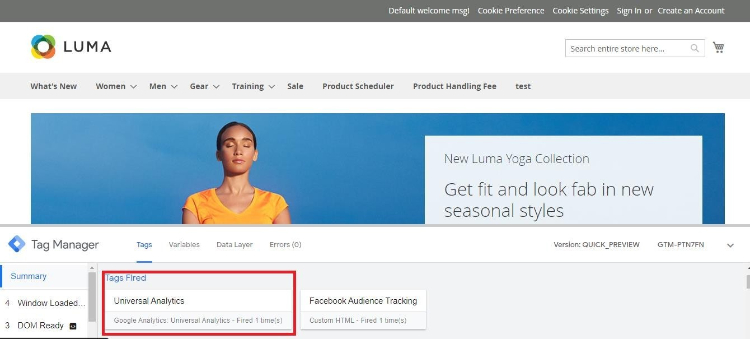 Default welcome msg! Cookie Preference Cookie Settings Sign In or Create an Account
LUMA
Search entire store here...
What's New Women Men Gear Training Sale Product Scheduler Product Handling Fee test
New Luma Yoga Collection
Get fit and look fab in new
seasonal styles
Tag Manager Tags Variables Data Layer Errors (0) Version: QUICK_PREVIEW GTM-PTN7FN
Summary
Tags Fired
Universal Analytics
Google Analytics: Universal Analytics - Fired 1 time(s)
Facebook Audience Tracking
Custom HTML - Fired 1 time(s)
4 Window Loaded...
3 DOM Ready